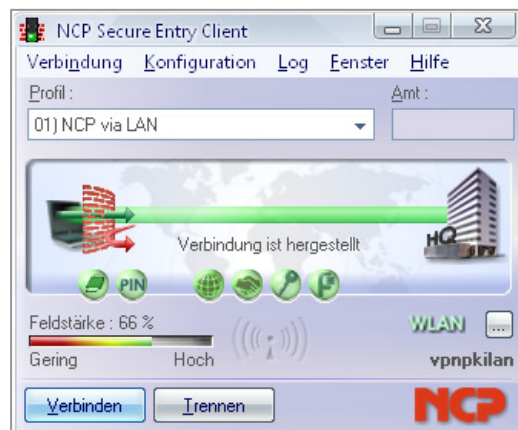 NCP Secure Entry Client
Verbindung Konfiguration Log Fenster Hilfe
Profil : Amt :
01) NCP via LAN
Verbindung ist hergestellt
HQ
PIN
Feldstärke : 66 % WLAN ...
Gering Hoch vpnpkilan
Verbinden Trennen NCP